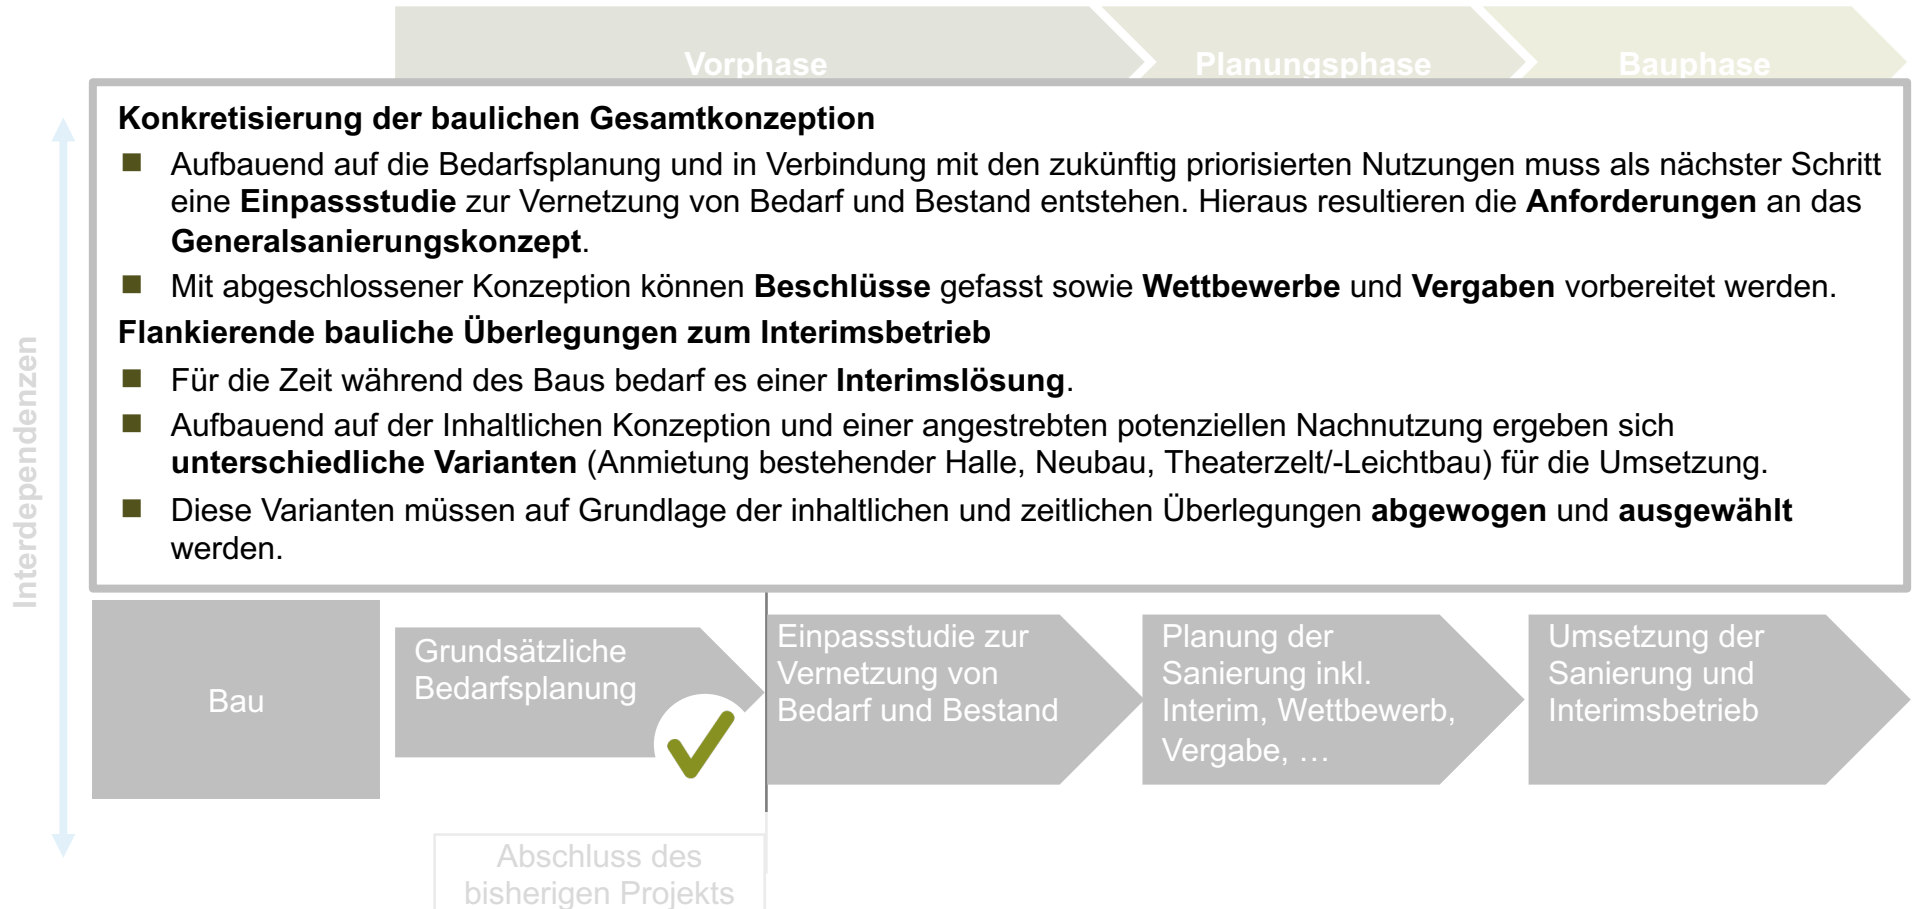 Vorphase
Planungsphase
Bauphase
Konkretisierung der baulichen Gesamtkonzeption
Aufbauend auf die Bedarfsplanung und in Verbindung mit den zukünftig priorisierten Nutzungen muss als nächster Schritt
eine Einpassstudie zur Vernetzung von Bedarf und Bestand entstehen. Hieraus resultieren die Anforderungen an das
Generalsanierungskonzept.
Mit abgeschlossener Konzeption können Beschlüsse gefasst sowie Wettbewerbe und Vergaben vorbereitet werden.
Flankierende bauliche Überlegungen zum Interimsbetrieb
Für die Zeit während des Baus bedarf es einer Interimslösung.
Aufbauend auf der Inhaltlichen Konzeption und einer angestrebten potenziellen Nachnutzung ergeben sich
unterschiedliche Varianten (Anmietung bestehender Halle, Neubau, Theaterzelt/-Leichtbau) für die Umsetzung.
Diese Varianten müssen auf Grundlage der inhaltlichen und zeitlichen Überlegungen abgewogen und ausgewählt
werden.
Interdependenzen
Bau
Grundsätzliche
Bedarfsplanung
Einpassstudie zur
Vernetzung von
Bedarf und Bestand
Planung der
Sanierung inkl.
Interim, Wettbewerb,
Vergabe, …
Umsetzung der
Sanierung und
Interimsbetrieb
Abschluss des
bisherigen Projekts